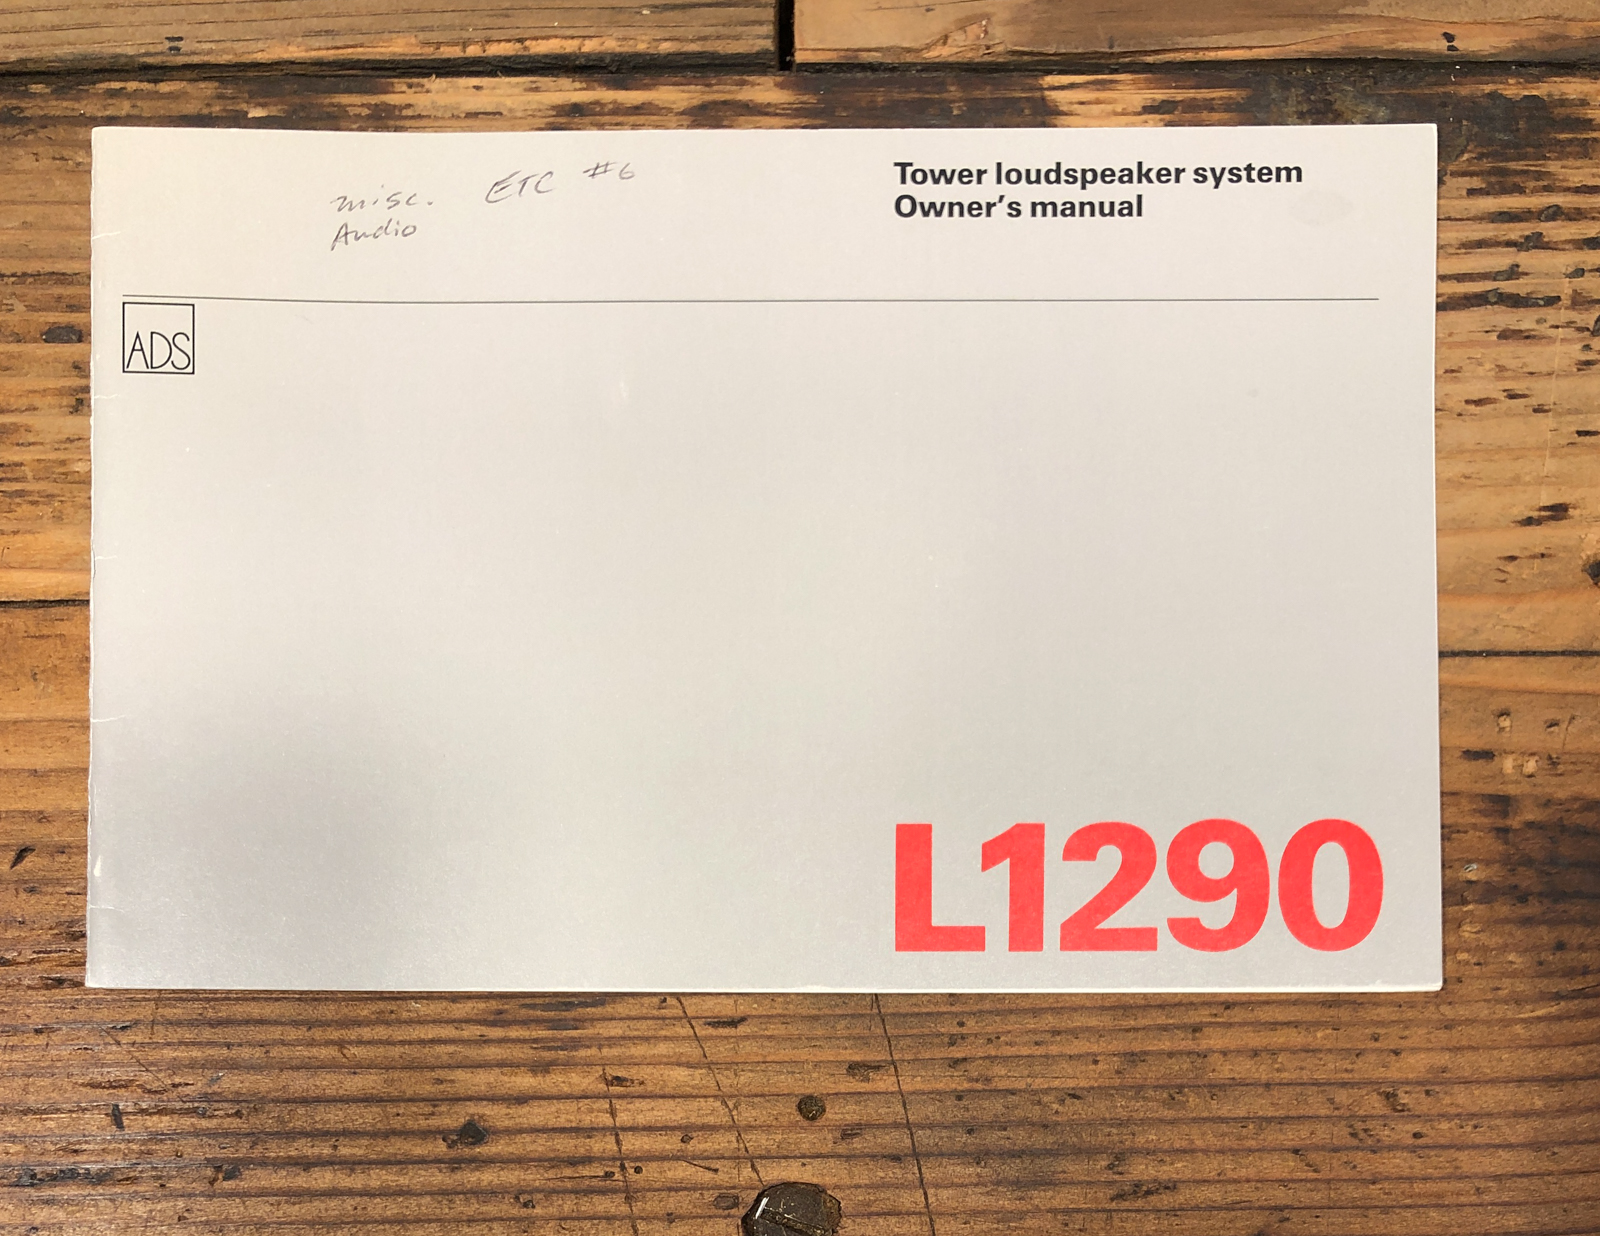 misc. ETC #6
Audio
Tower loudspeaker system
Owner's manual
ADS
L1290